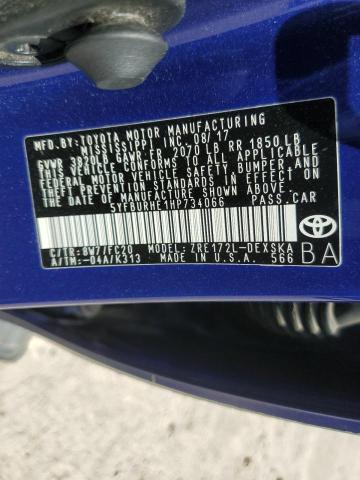 MFD.BY:TOYOTA MOTOR MANUFACTURING
MISSISSIPPI, INC. 08/17
GVWR 3820LB GAWR FR 2070 LB RR 1850 LB
THIS VEHICLE CONFORMS TO ALL APPLICABLE
FEDERAL MOTOR VEHICLE SAFETY, BUMPER, AND
THEFT PREVENTION STANDARDS IN EFFECT ON
THE DATE OF MANUFACTURE SHOWN ABOVE.
5YFBURHE1HP734066 PASS.CAR
C/TR:8W7/FC20 MODEL:ZRE172L-DEXSKA
A/TM:-04A/K313 MADE IN U.S.A. 566
BA